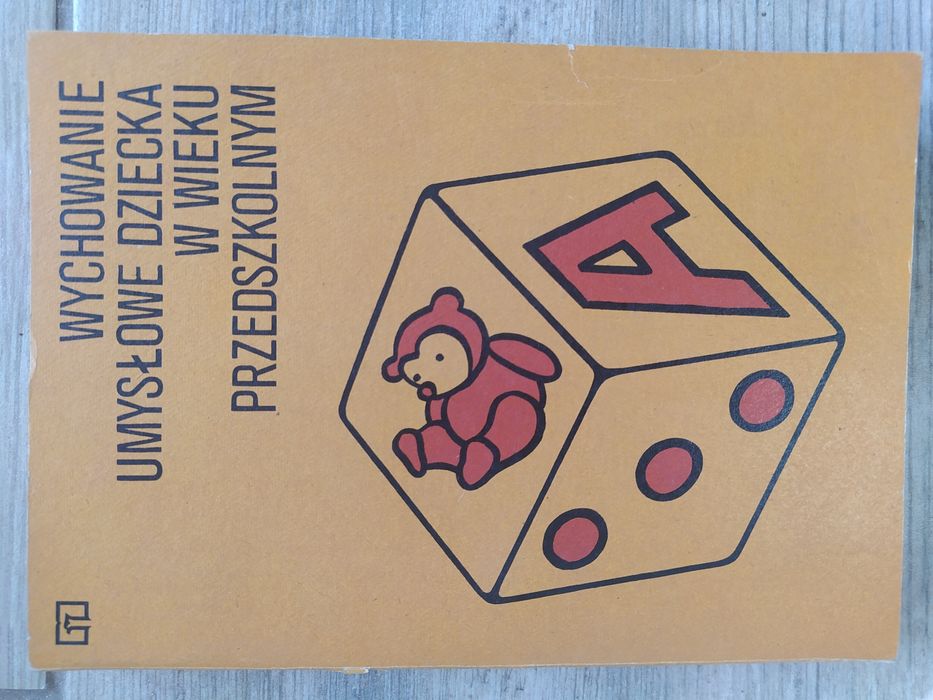 WYCHOWANIE
UMYSŁOWE DZIECKA
W WIEKU
PRZEDSZKOLNYM
A